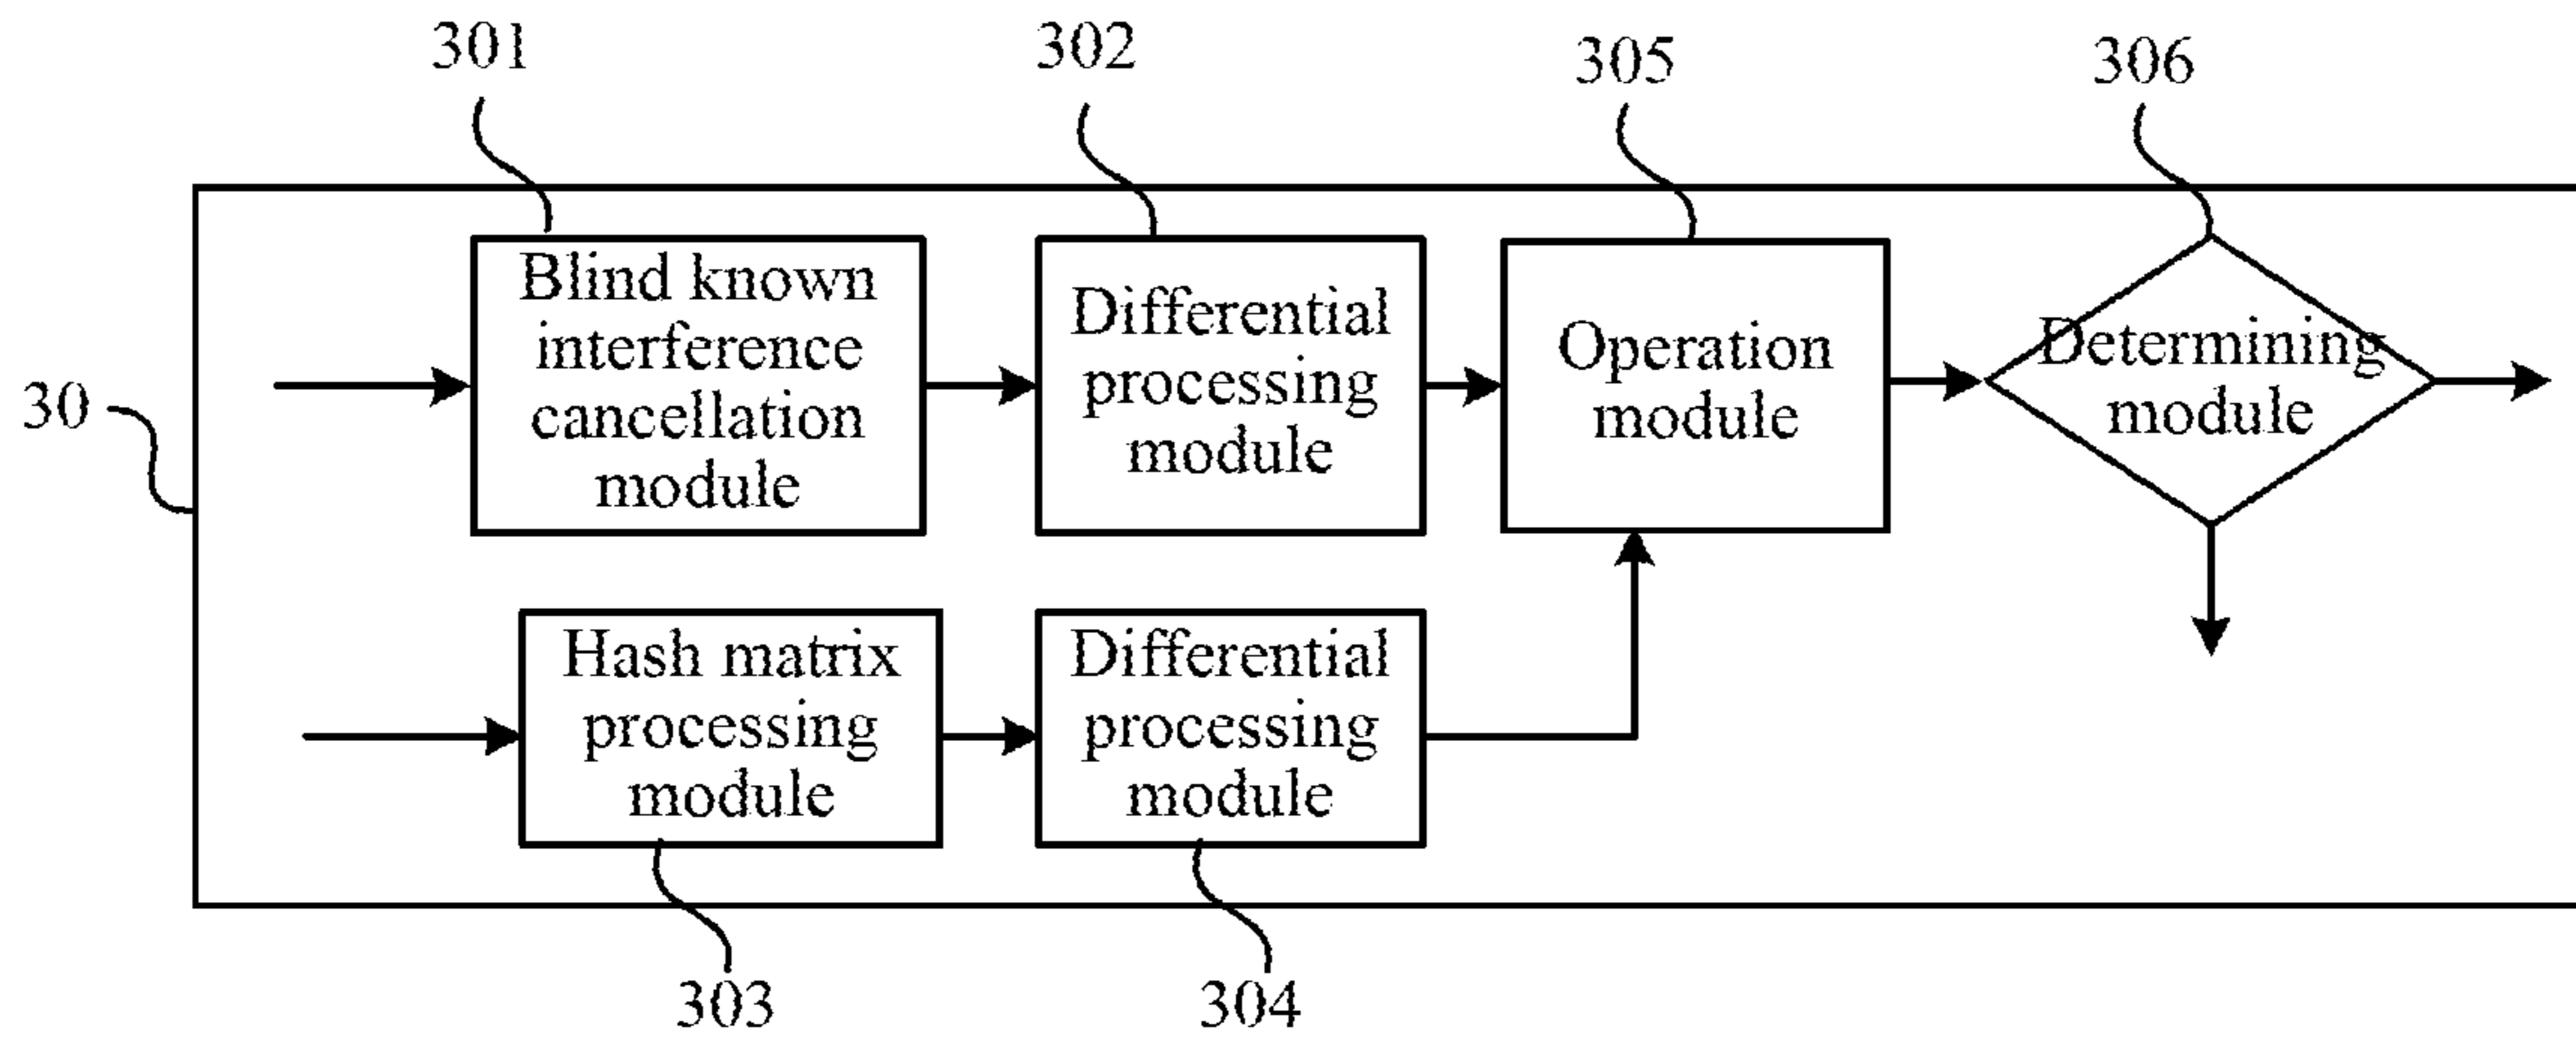 301
302
305
306
30
Blind known
interference
cancellation
module
Differential
processing
module
Operation
module
Determining
module
Hash matrix
processing
module
Differential
processing
module
303
304